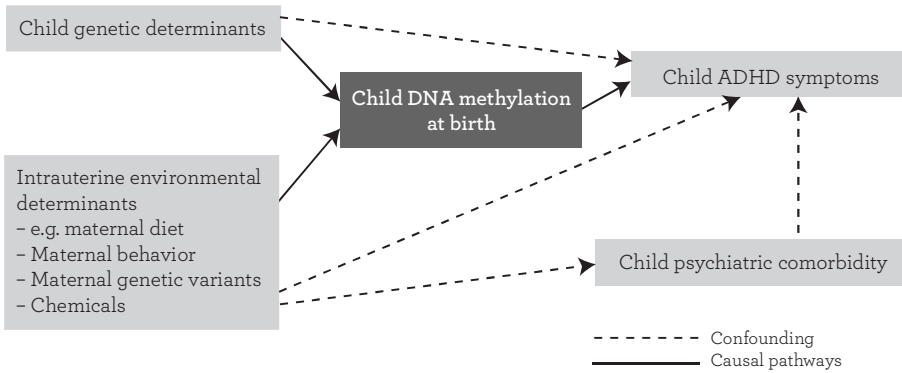 Child genetic determinants
Child ADHD symptoms
Child DNA methylation
at birth
Intrauterine environmental
determinants
– e.g. maternal diet
– Maternal behavior
– Maternal genetic variants
– Chemicals
Child psychiatric comorbidity
Confounding
Causal pathways